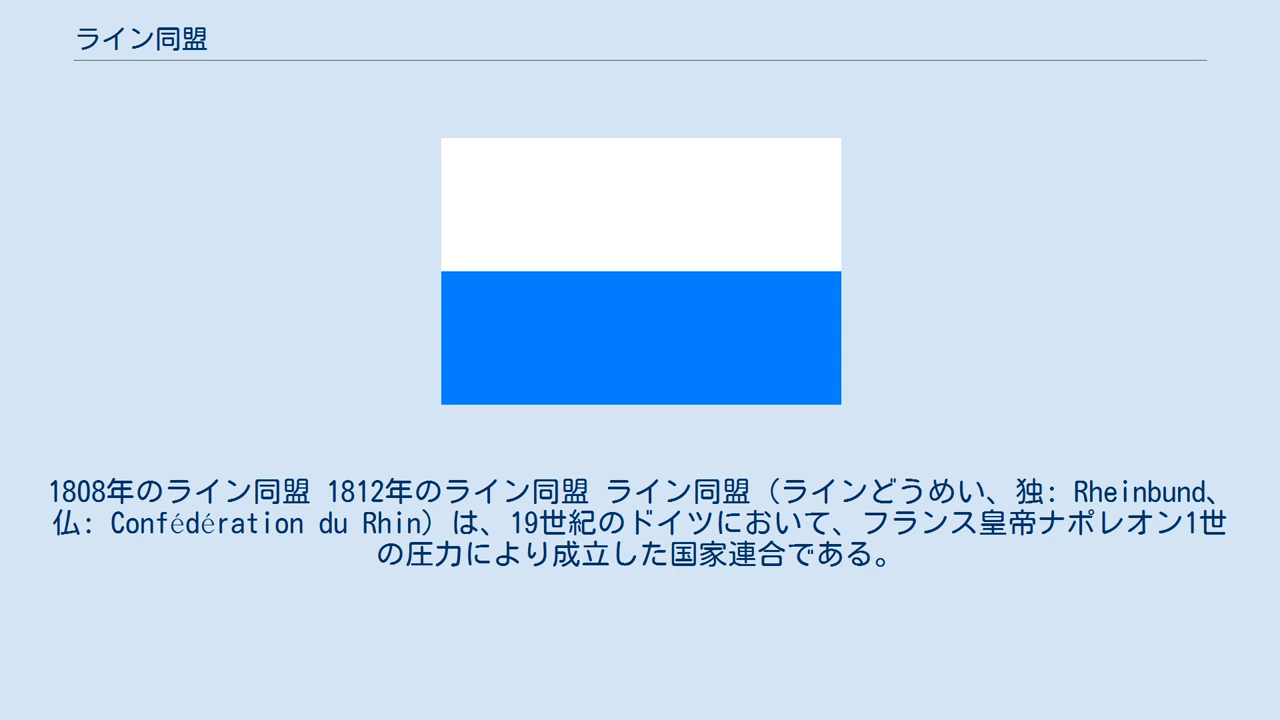 ライン同盟
1808年のライン同盟 1812年のライン同盟 ライン同盟（ラインどうめい、独: Rheinbund、
仏: Confédération du Rhin）は、19世紀のドイツにおいて、フランス皇帝ナポレオン1世
の圧力により成立した国家連合である。